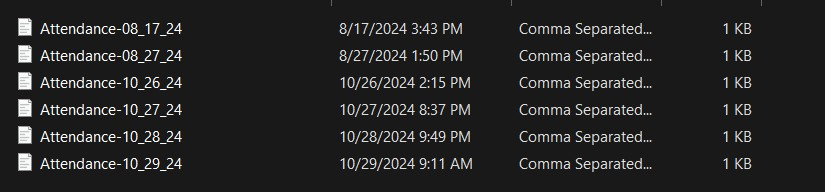 Attendance-08_17_24 8/17/2024 3:43 PM Comma Separated... 1 KB
Attendance-08_27_24 8/27/2024 1:50 PM Comma Separated... 1 KB
Attendance-10_26_24 10/26/2024 2:15 PM Comma Separated... 1 KB
Attendance-10_27_24 10/27/2024 8:37 PM Comma Separated... 1 KB
Attendance-10_28_24 10/28/2024 9:49 PM Comma Separated... 1 KB
Attendance-10_29_24 10/29/2024 9:11 AM Comma Separated... 1 KB